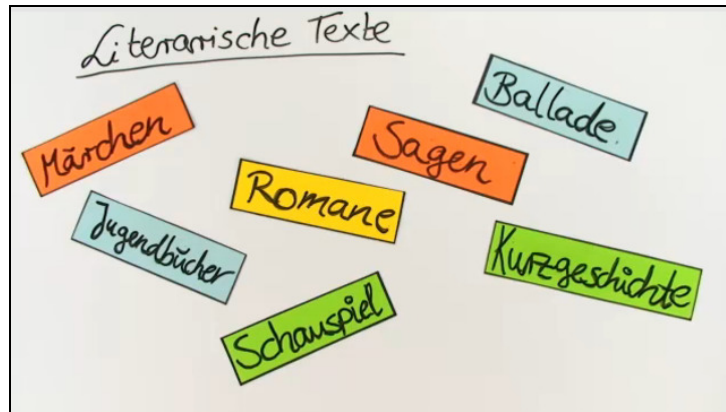 Literarische Texte
Ballade.
Märchen
Sagen
Romane
Jugendbücher
Kurzgeschichte
Schauspiel